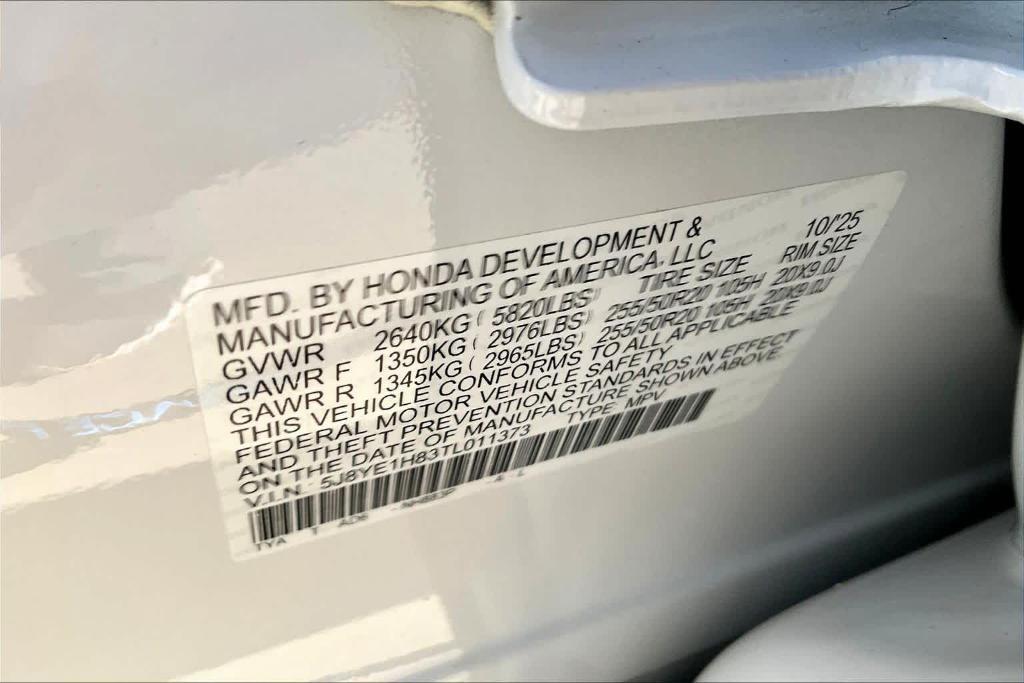 MFD. BY HONDA DEVELOPMENT & 10/'25
MANUFACTURING OF AMERICA, LLC
GVWR 2640KG ( 5820LBS) TIRE SIZE RIM SIZE
GAWR F 1350KG ( 2976LBS) 255/50R20 105H 20X9.0J
GAWR R 1345KG ( 2965LBS) 255/50R20 105H 20X9.0J
THIS VEHICLE CONFORMS TO ALL APPLICABLE
FEDERAL MOTOR VEHICLE SAFETY
AND THEFT PREVENTION STANDARDS IN EFFECT
ON THE DATE OF MANUFACTURE SHOWN ABOVE.
V.I.N.: 5J8YE1H83TL011373 TYPE: MPV
TYA A L